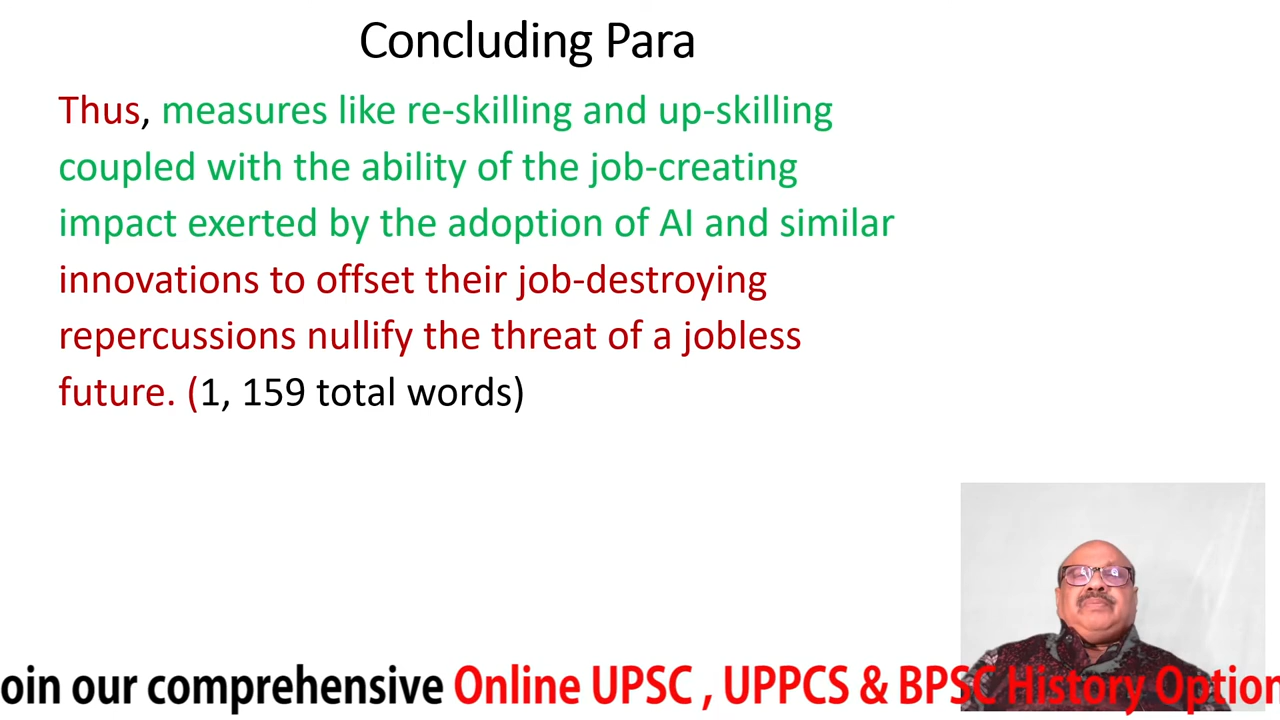 Concluding Para
Thus, measures like re-skilling and up-skilling
coupled with the ability of the job-creating
impact exerted by the adoption of AI and similar
innovations to offset their job-destroying
repercussions nullify the threat of a jobless
future. (1, 159 total words)
oin our comprehensive Online UPSC , UPPCS & BPSC History Option